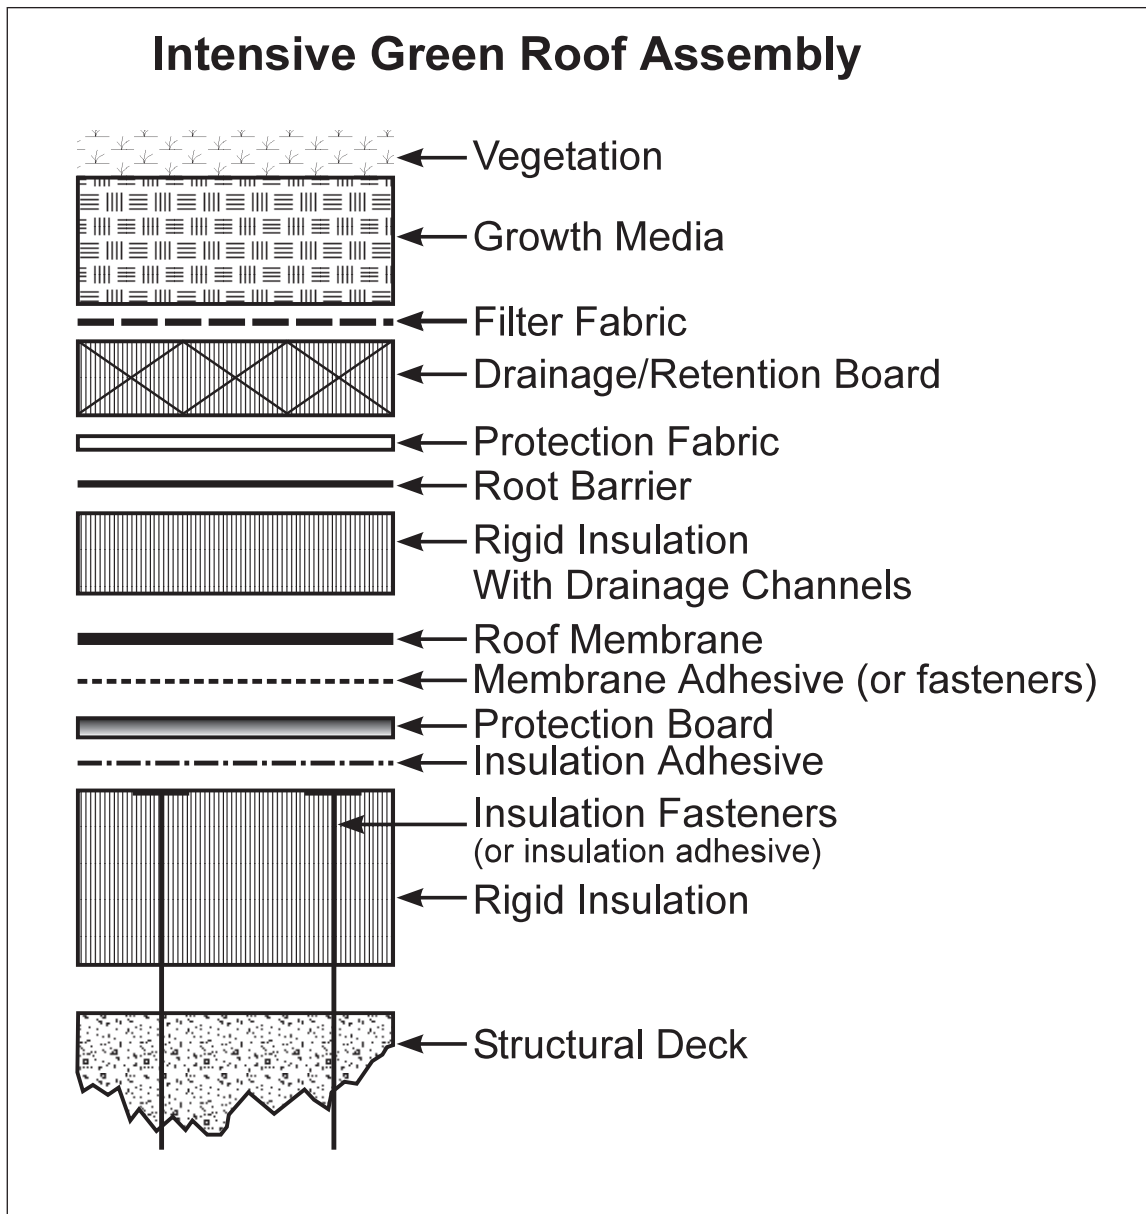 Intensive Green Roof Assembly
Vegetation
Growth Media
Filter Fabric
Drainage/Retention Board
Protection Fabric
Root Barrier
Rigid Insulation
With Drainage Channels
Roof Membrane
Membrane Adhesive (or fasteners)
Protection Board
Insulation Adhesive
Insulation Fasteners
(or insulation adhesive)
Rigid Insulation
Structural Deck